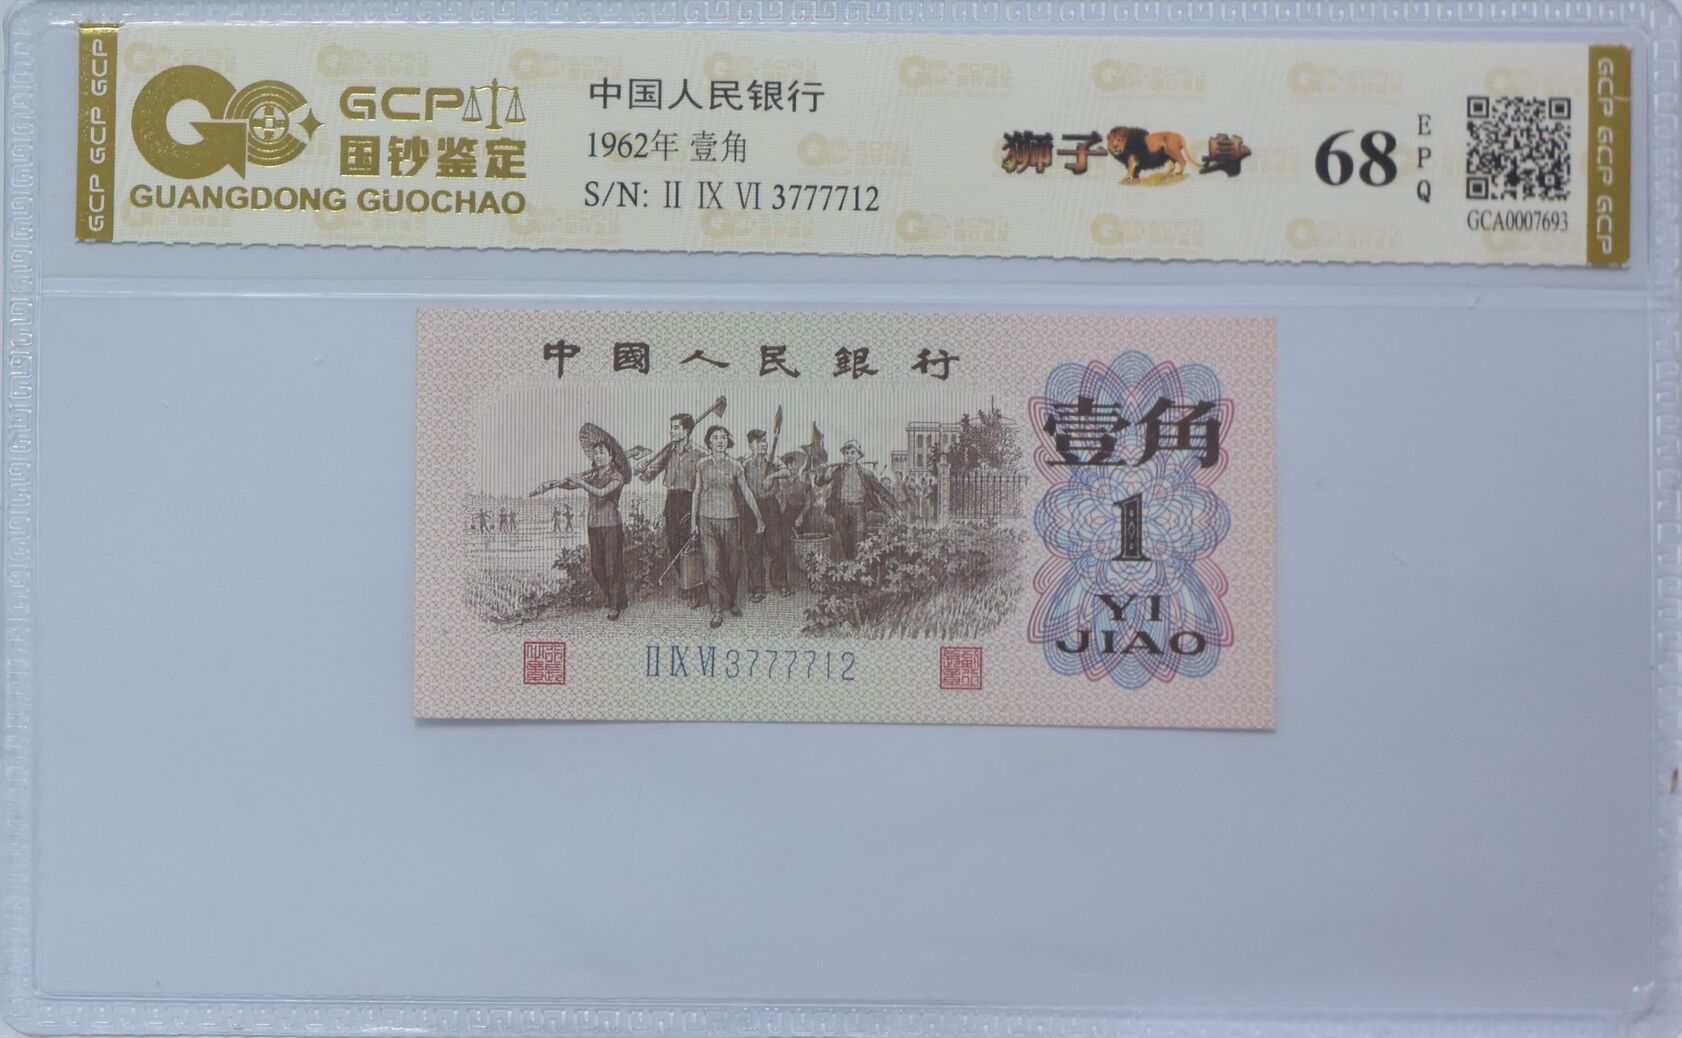 GCP GCP GCP
GCP
国钞鉴定
GUANGDONG GUOCHAO
中国人民银行
1962年 壹角
S/N: II IX VI 3777712
狮子 身
68
EPQ
GCA0007693
GCP GCP GCP
中國人民銀行
壹角
1
YI
JIAO
II IX VI 3777712